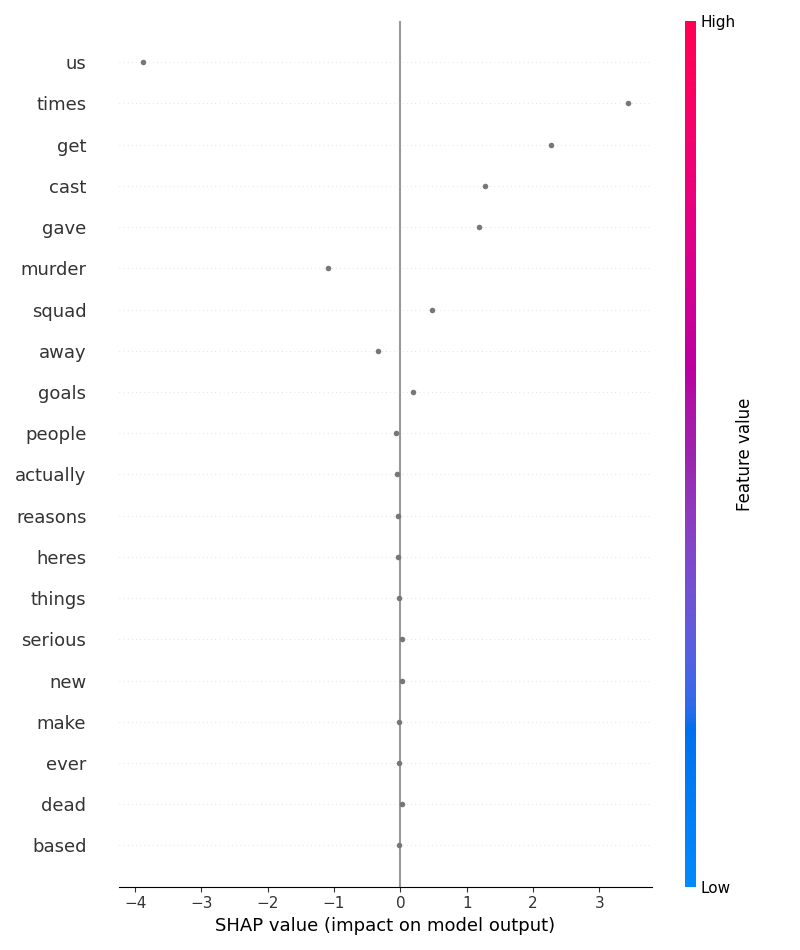 High
us
times
get
cast
gave
murder
squad
away
goals
people
actually
reasons
heres
things
serious
new
make
ever
dead
based
Feature value
Low
−4 −3 −2 −1 0 1 2 3
SHAP value (impact on model output)